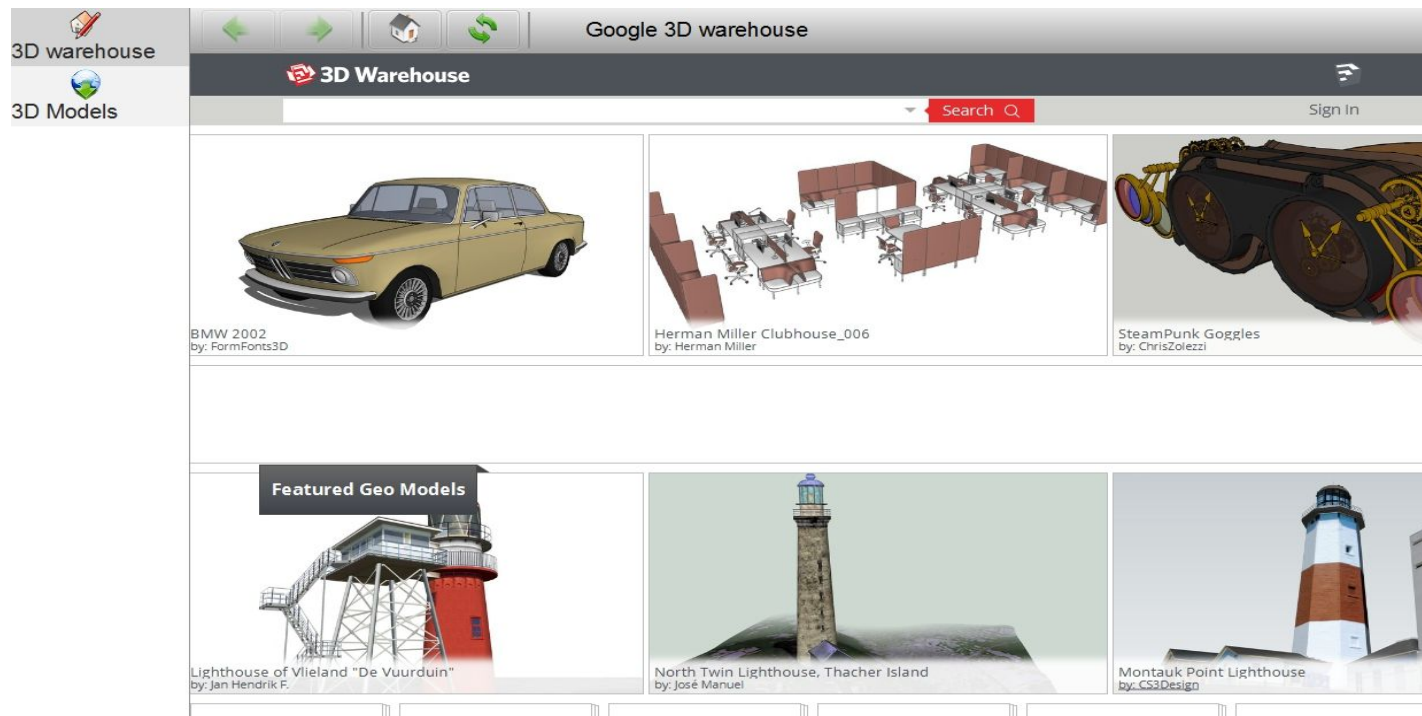 3D warehouse
3D Models
Google 3D warehouse
3D Warehouse
Search
Sign In
BMW 2002
by: FormFonts3D
Herman Miller Clubhouse_006
by: Herman Miller
SteamPunk Goggles
by: ChrisZolezzi
Featured Geo Models
Lighthouse of Vlieland "De Vuurduin"
by: Jan Hendrik F.
North Twin Lighthouse, Thacher Island
by: José Manuel
Montauk Point Lighthouse
by: CS3Design